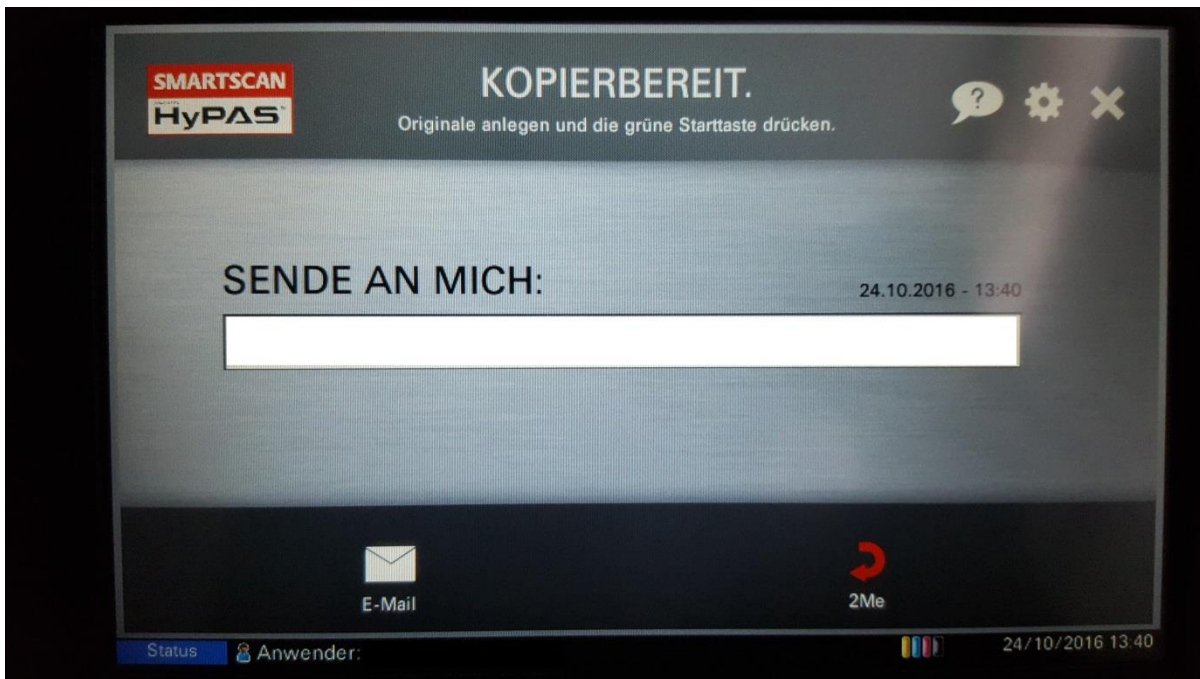 SMARTSCAN
HyPAS™
KOPIERBEREIT.
Originale anlegen und die grüne Starttaste drücken.
?
SENDE AN MICH:
24.10.2016 - 13:40
E-Mail
2Me
Status
Anwender:
24/10/2016 13:40